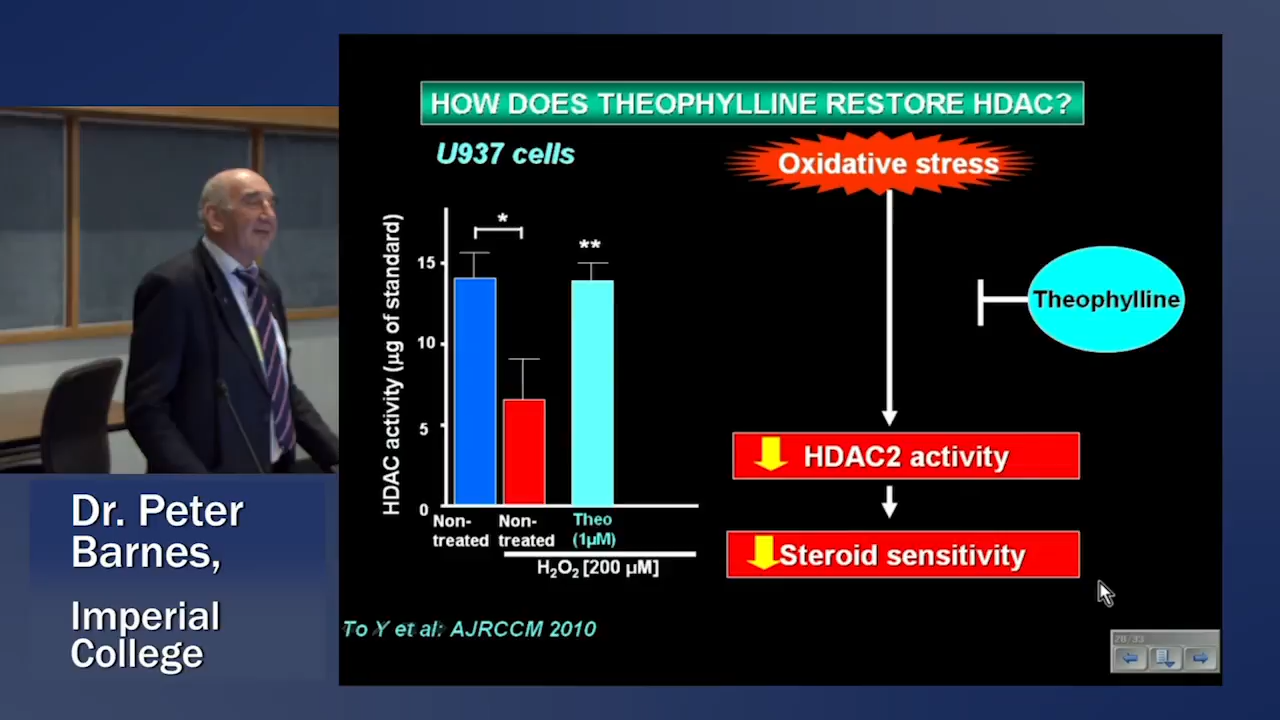 HOW DOES THEOPHYLLINE RESTORE HDAC?
U937 cells
Oxidative stress
HDAC activity (µg of standard)
*
**
15
10
5
0
Non-
treated
Non-
treated
Theo
(1µM)
H₂O₂ [200 µM]
Theophylline
HDAC2 activity
Steroid sensitivity
To Y et al: AJRCCM 2010
28/33
Dr. Peter
Barnes,
Imperial
College